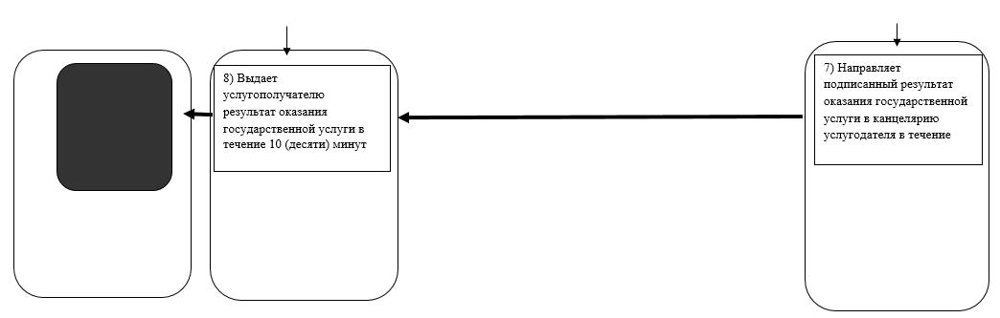 8) Выдает
услугополучателю
результат оказания
государственной услуги в
течение 10 (десяти) минут
7) Направляет
подписанный результат
оказания государственной
услуги в канцелярию
услугодателя в течение